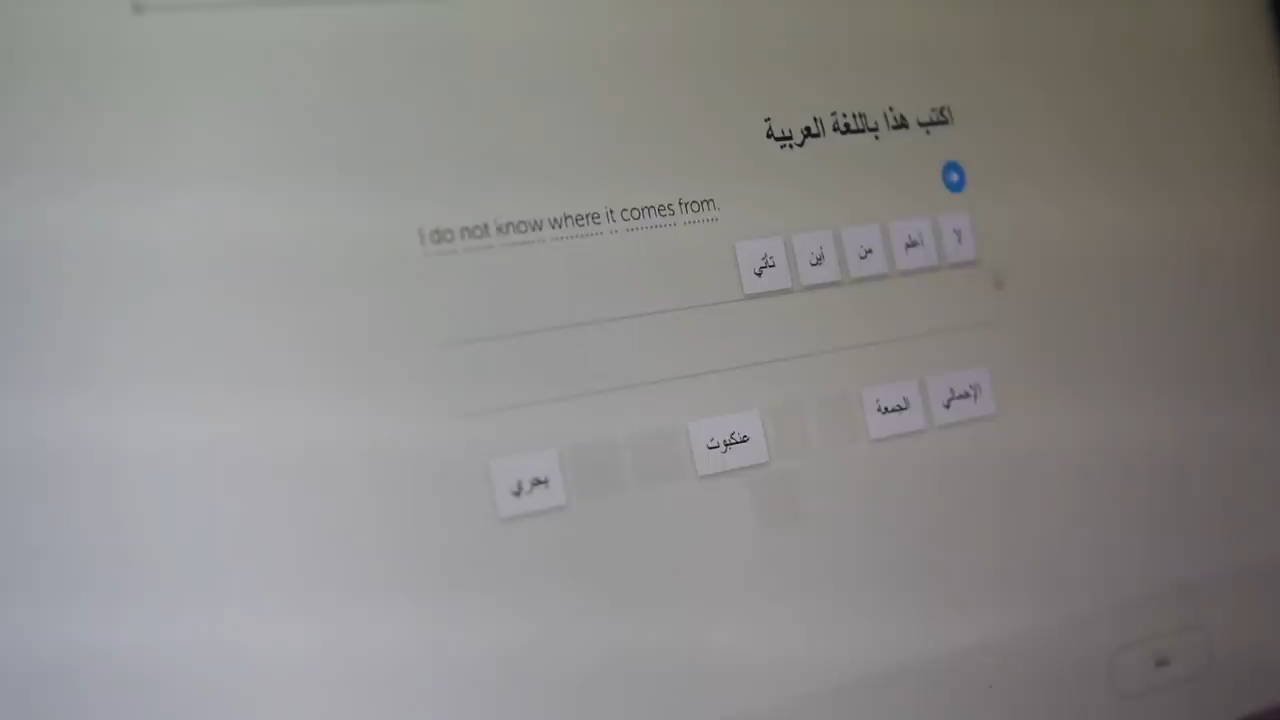 اكتب هذا باللغة العربية
I do not know where it comes from.
لا أعلم من أين تأتي
الإجمالي الجمعة عنكبوت بحري